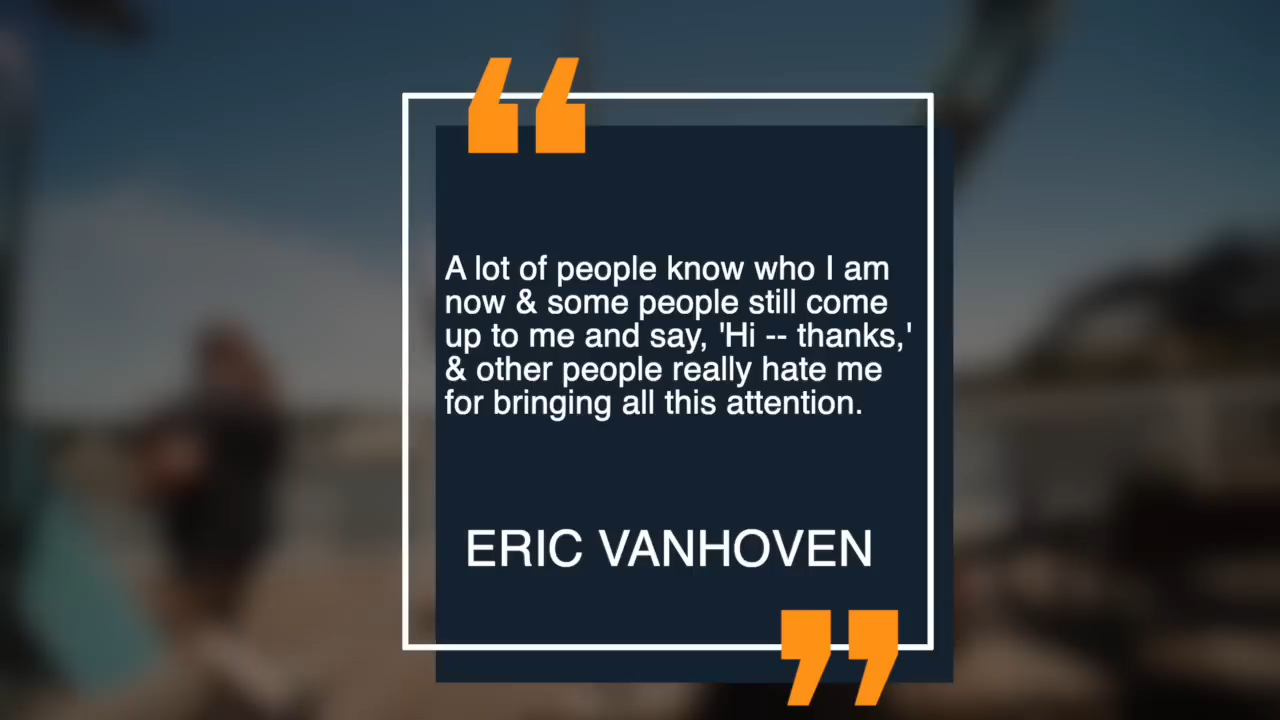 “
A lot of people know who I am
now & some people still come
up to me and say, 'Hi -- thanks,'
& other people really hate me
for bringing all this attention.
ERIC VANHOVEN
”